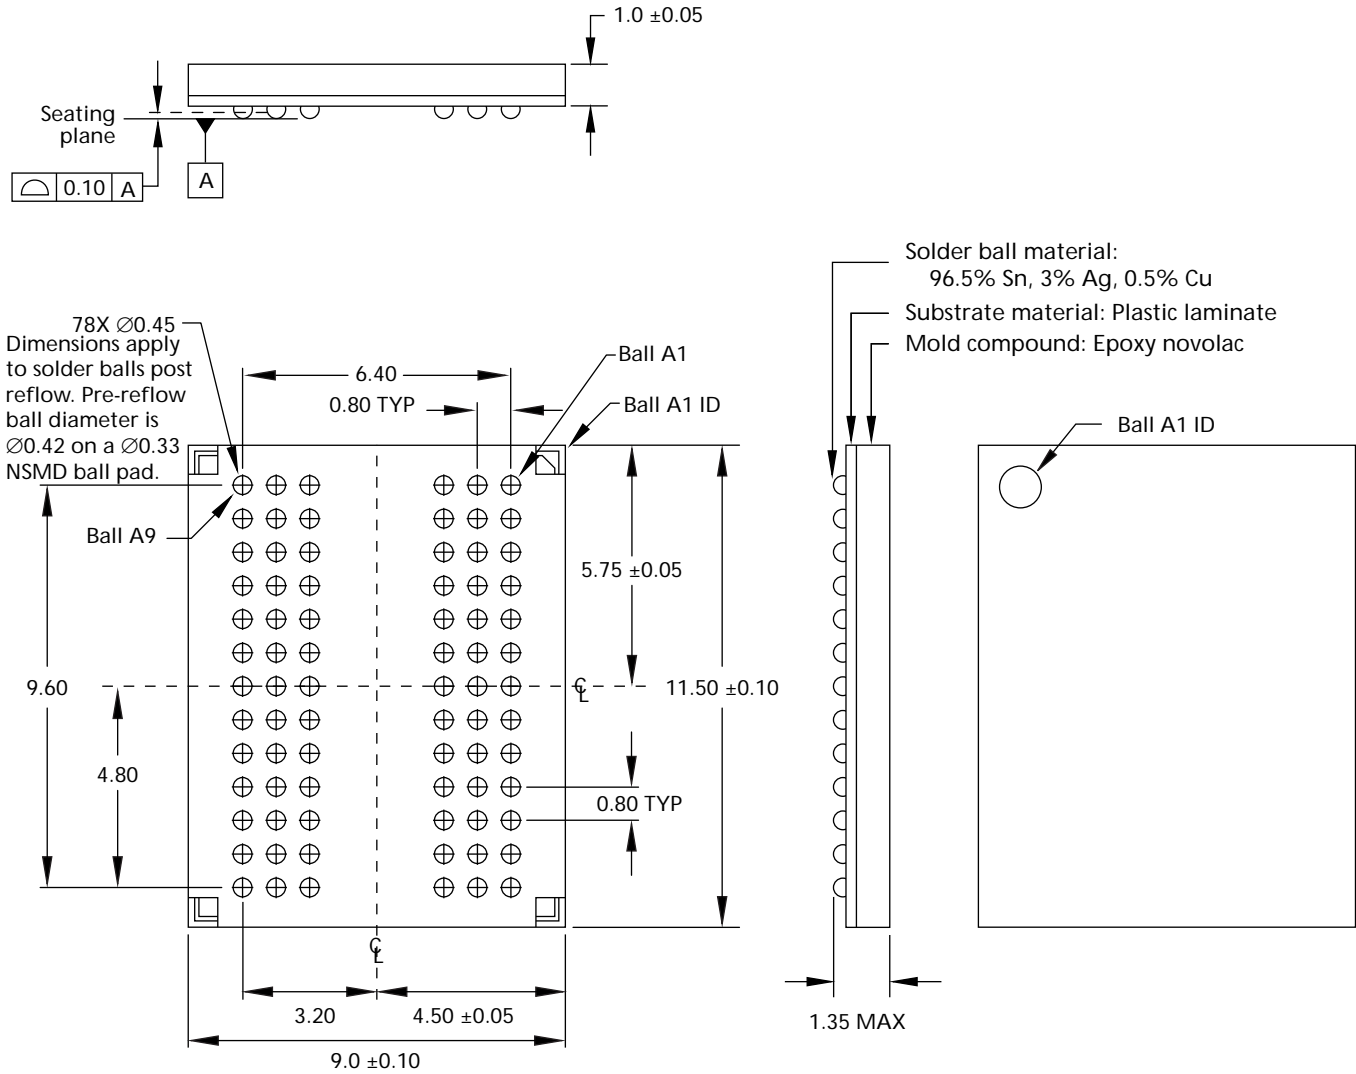 1.0 ±0.05
Seating
plane
0.10 A
A
Solder ball material:
96.5% Sn, 3% Ag, 0.5% Cu
Substrate material: Plastic laminate
Mold compound: Epoxy novolac
78X Ø0.45
Dimensions apply
to solder balls post
reflow. Pre-reflow
ball diameter is
Ø0.42 on a Ø0.33
NSMD ball pad.
Ball A1
6.40
0.80 TYP
Ball A1 ID
Ball A1 ID
Ball A9
5.75 ±0.05
9.60
CL
11.50 ±0.10
4.80
0.80 TYP
CL
3.20
4.50 ±0.05
1.35 MAX
9.0 ±0.10